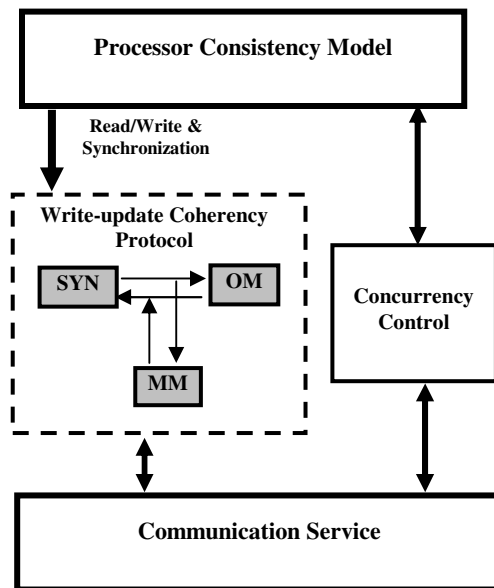 Processor Consistency Model
Read/Write &
Synchronization
Write-update Coherency
Protocol
SYN
OM
MM
Concurrency
Control
Communication Service